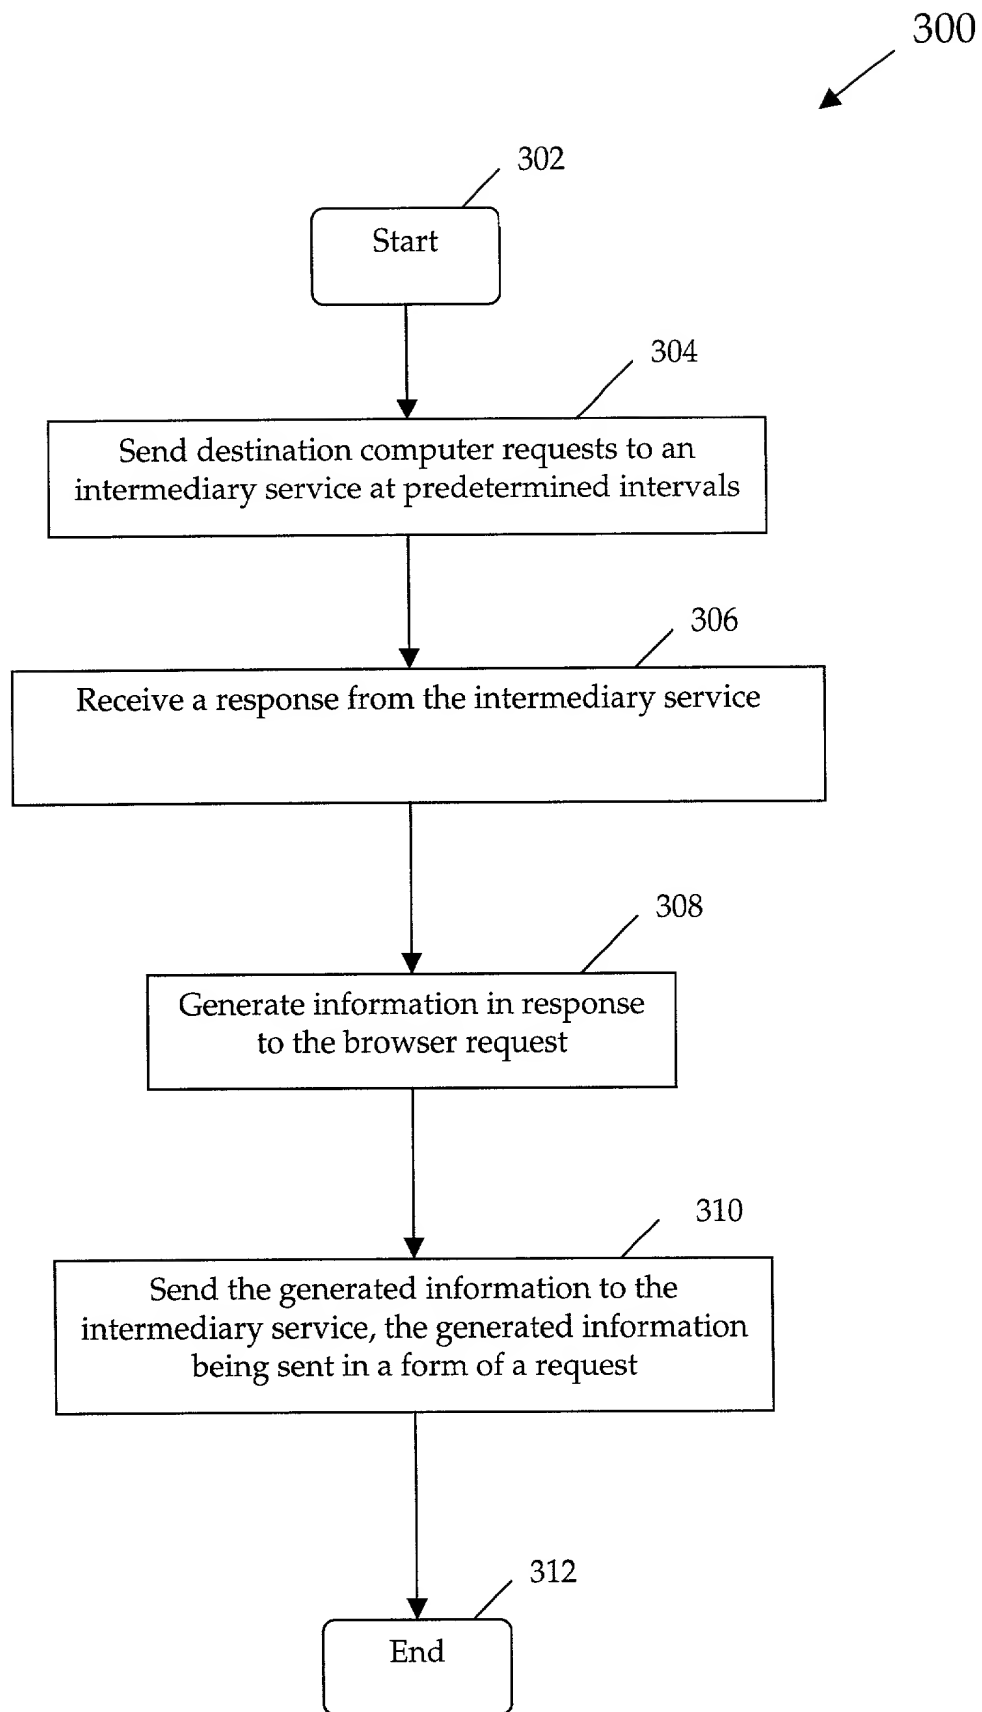 300
302
Start
304
Send destination computer requests to an
intermediary service at predetermined intervals
306
Receive a response from the intermediary service
308
Generate information in response
to the browser request
310
Send the generated information to the
intermediary service, the generated information
being sent in a form of a request
312
End